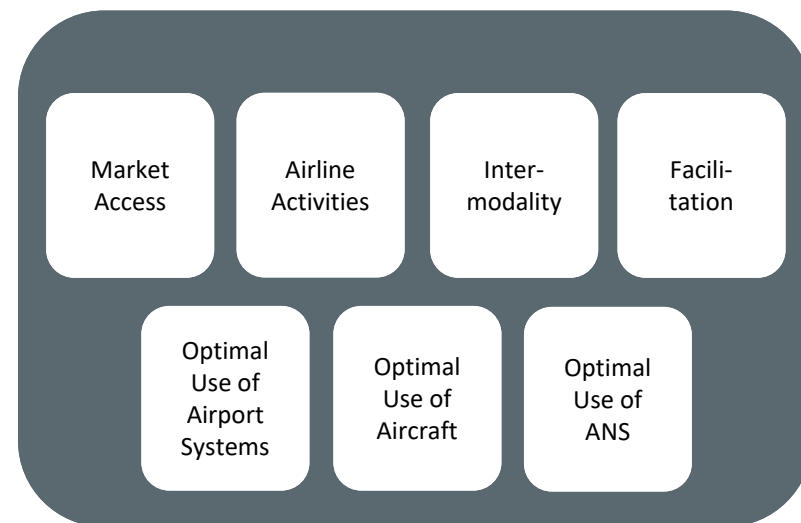 Market
Access
Airline
Activities
Inter-
modality
Facili-
tation
Optimal
Use of
Airport
Systems
Optimal
Use of
Aircraft
Optimal
Use of
ANS